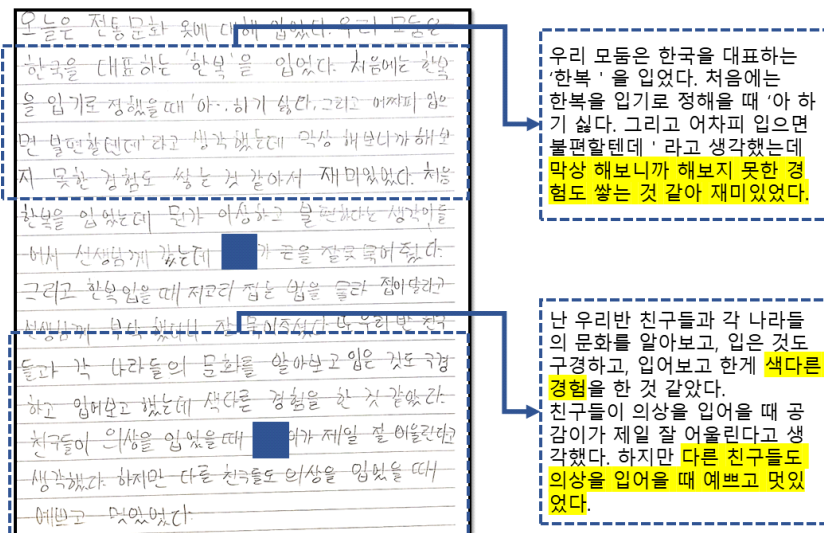 오늘은 전통문화 옷에 대해 입었다. 우리 모둠은
한국을 대표하는 '한복'을 입었다. 처음에는 한복
을 입기로 정했을 때 '아.. 하기 싫다. 그리고 어짜피 입으
면 불편할텐데' 라고 생각했는데 막상 해보니까 해보
지 못한 경험도 쌓는 것 같아서 재미있었다. 처음
한복을 입었는데 뭔가 이상하고 불편하다는 생각이들
어서 선생님께 갔는데 가 끈을 잘못 묶어줬다.
그리고 한복입을 때 저고리 접는 법을 몰라 접어달라고
선생님께 부탁했더니 잘 우리 반 친구
들과 각 나라들의 문화를 알아보고 입은 것도 구경
하고 입어보고 했는데 색다른 경험을 한 것 같았다.
친구들이 의상을 입었을 때 이가 제일 잘 어울린다고
생각했다. 하지만 다른 친구들도 의상을 입었을 때
예쁘고 멋있었다.
우리 모둠은 한국을 대표하는
'한복 ' 을 입었다. 처음에는
한복을 입기로 정해을 때 '아 하
기 싫다. 그리고 어차피 입으면
불편할텐데 ' 라고 생각했는데
막상 해보니까 해보지 못한 경
험도 쌓는 것 같아 재미있었다.
난 우리반 친구들과 각 나라들
의 문화를 알아보고, 입은 것도
구경하고, 입어보고 한게 색다른
경험을 한 것 같았다.
친구들이 의상을 입어을 때 공
감이가 제일 잘 어울린다고 생
각했다. 하지만 다른 친구들도
의상을 입어을 때 예쁘고 멋있
었다.